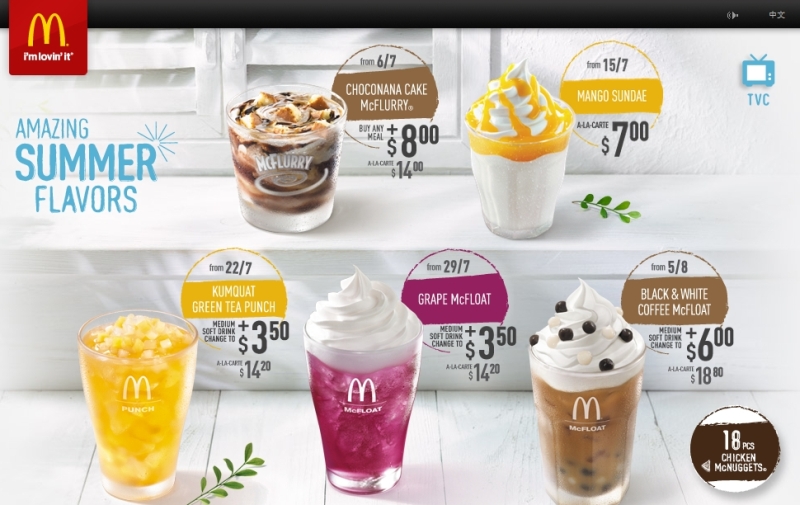 中文
M
i'm lovin' it®
TVC
AMAZING
SUMMER
FLAVORS
from 6/7
CHOCONANA CAKE
McFLURRY®
BUY ANY
MEAL
+
$8.00
A-LA-CARTE
$14.00
McFLURRY
from 15/7
MANGO SUNDAE
A-LA-CARTE
$7.00
from 22/7
KUMQUAT
GREEN TEA PUNCH
MEDIUM
SOFT DRINK
CHANGE TO
+
$3.50
A-LA-CARTE
$14.20
PUNCH
from 29/7
GRAPE McFLOAT
MEDIUM
SOFT DRINK
CHANGE TO
+
$3.50
A-LA-CARTE
$14.20
McFLOAT
from 5/8
BLACK & WHITE
COFFEE McFLOAT
MEDIUM
SOFT DRINK
CHANGE TO
+
$6.00
A-LA-CARTE
$18.80
McFLOAT
18 PCS
CHICKEN
McNUGGETS®